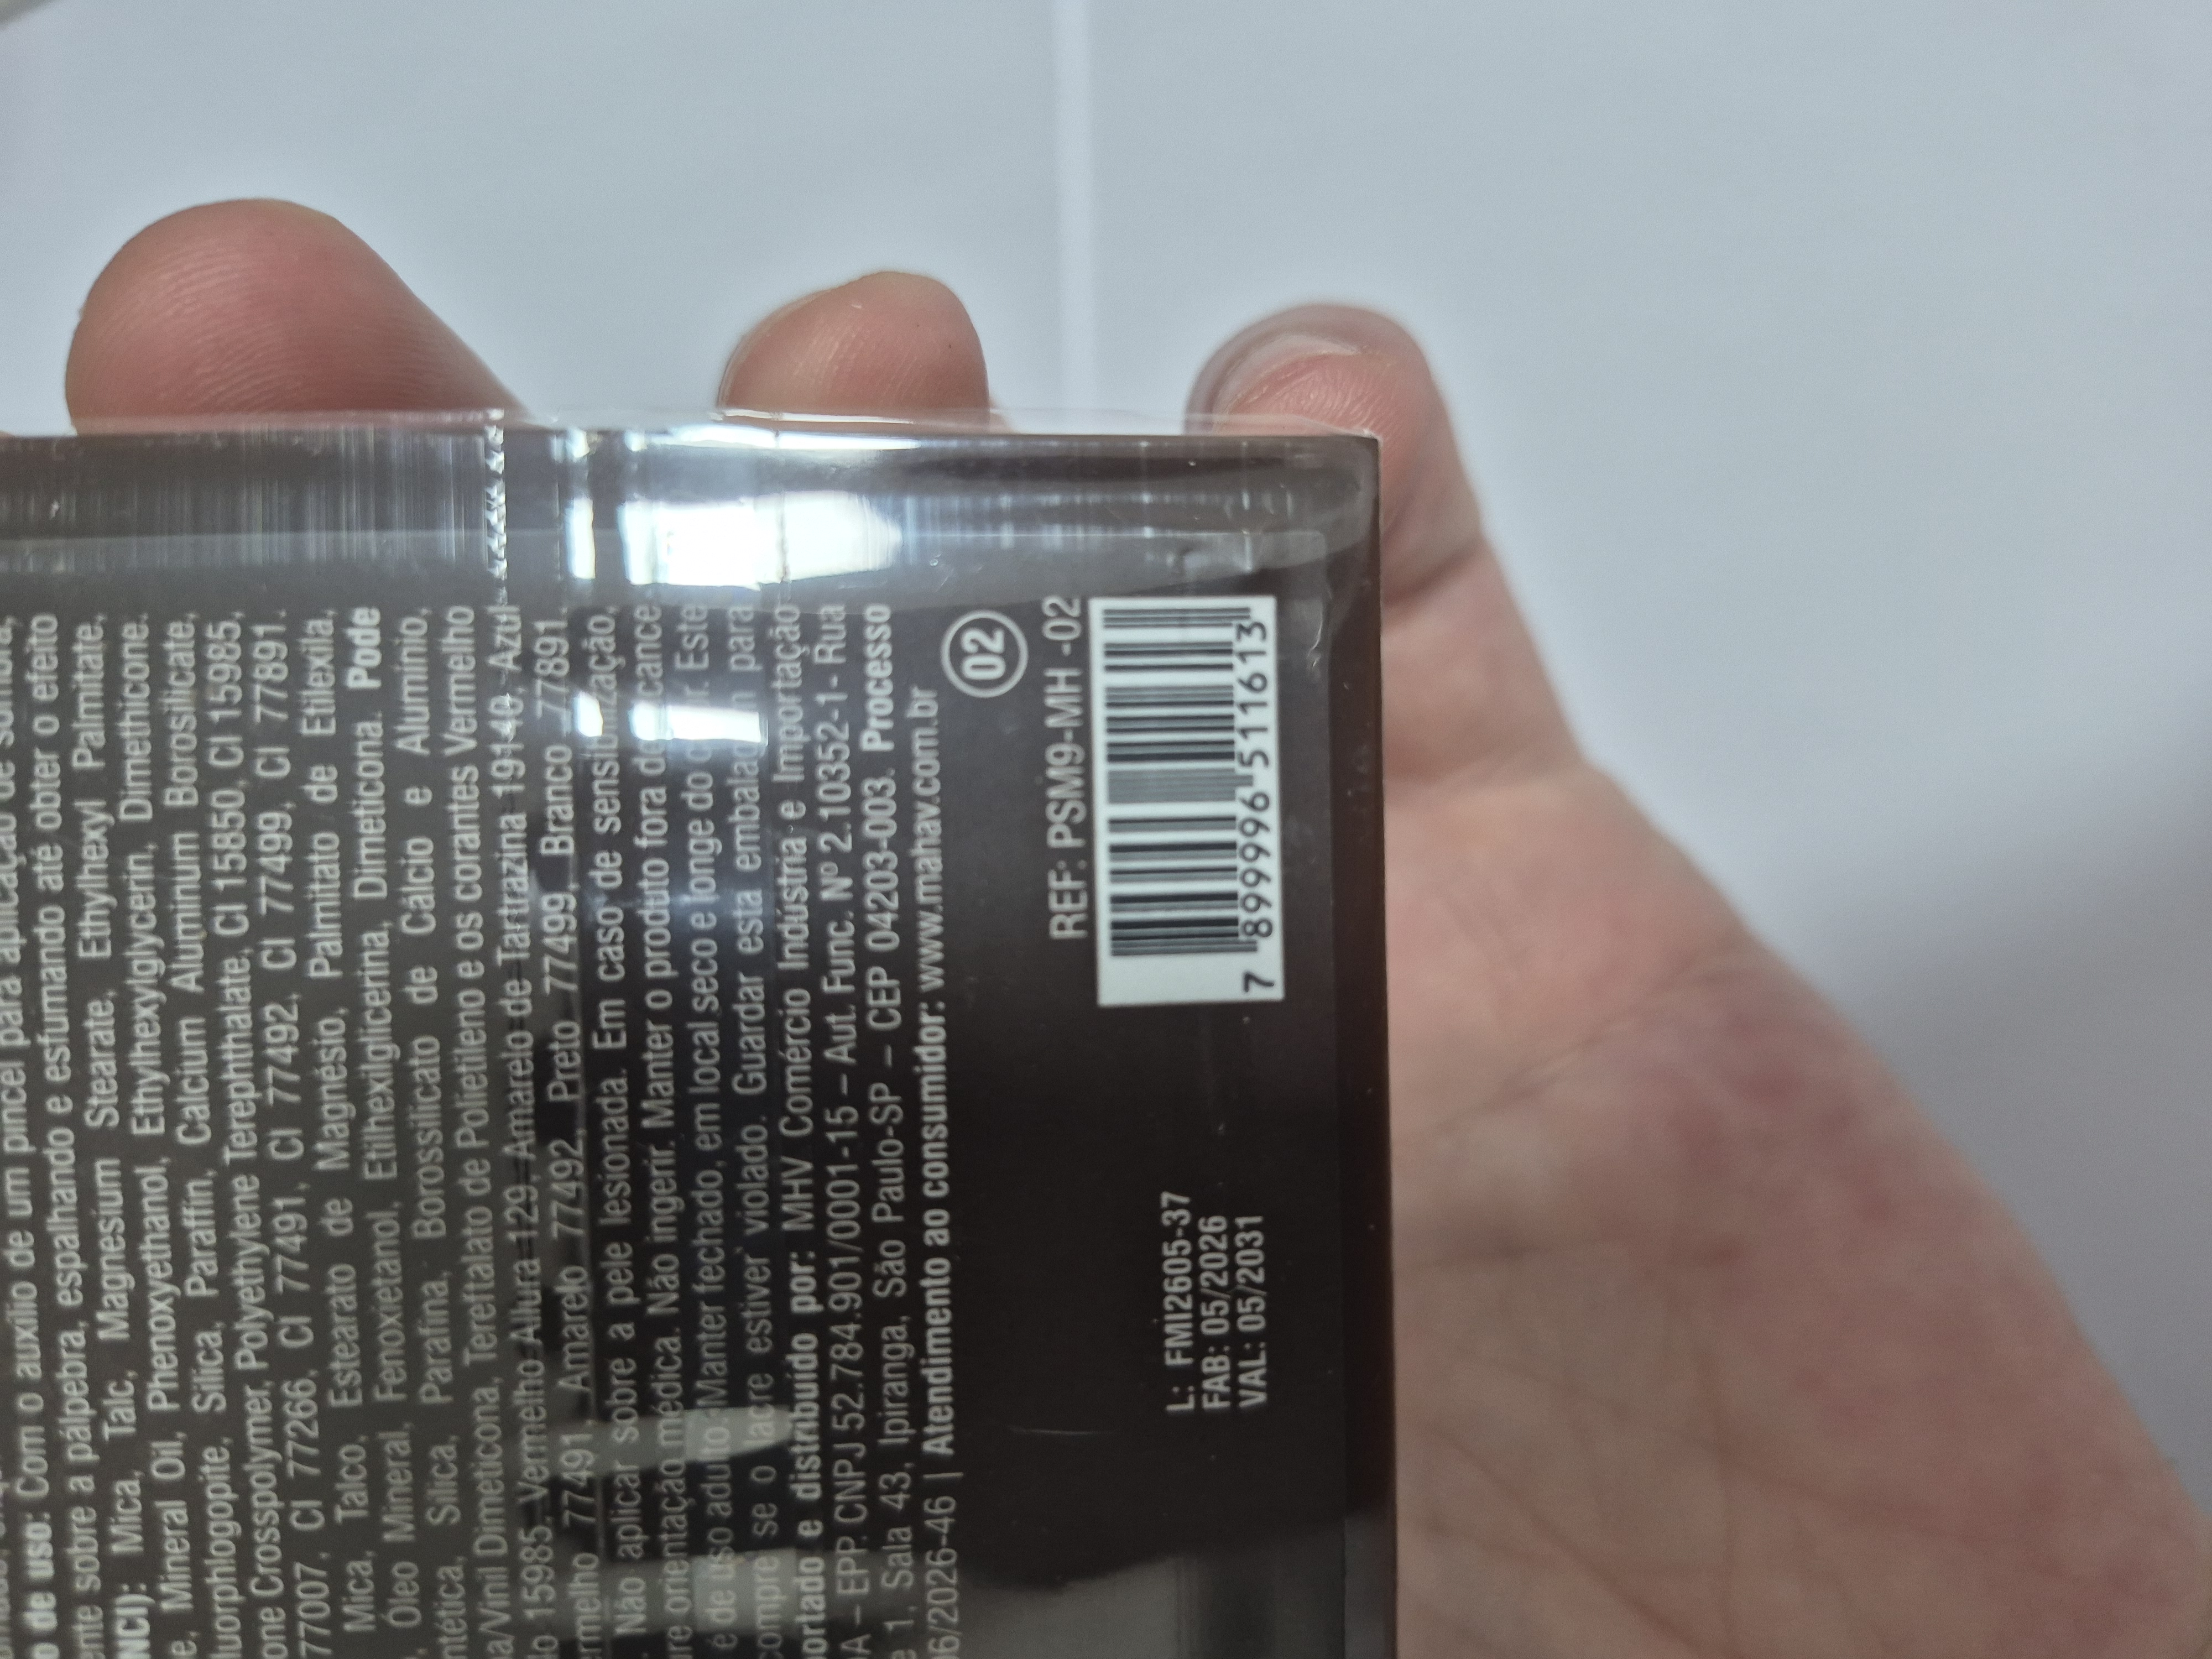 o de uso: Com o auxílio de um pincel para aplicação de sombra,
ente sobre a pálpebra, espalhando e esfumando até obter o efeito
NCI): Mica, Talc, Magnesium Stearate, Ethylhexyl Palmitate,
e, Mineral Oil, Phenoxyethanol, Ethylhexylglycerin, Dimethicone.
luorphlogopite, Silica, Paraffin, Calcium Aluminum Borosilicate,
one Crosspolymer, Polyethylene Terephthalate, CI 15850, CI 15985,
77007, CI 77266, CI 77491, CI 77492, CI 77499, CI 77891.
Mica, Talco, Estearato de Magnésio, Palmitato de Etilexila,
, Óleo Mineral, Fenoxietanol, Etilhexilglicerina, Dimeticona. Pode
ntética, Sílica, Parafina, Borossilicato de Cálcio e Alumínio,
na/Vinil Dimeticona, Tereftalato de Polietileno e os corantes Vermelho
lo 15985, Vermelho Allura 129, Amarelo de Tartrazina 19140, Azul
ermelho 77491, Amarelo 77492, Preto 77499, Branco 77891.
. Não aplicar sobre a pele lesionada. Em caso de sensibilização,
ure orientação médica. Não ingerir. Manter o produto fora do alcance
é de uso adulto. Manter fechado, em local seco e longe do calor. Este
compre se o lacre estiver violado. Guardar esta embalagem para
portado e distribuído por: MHV Comércio Indústria e Importação
DA – EPP. CNPJ 52.784.901/0001-15 – Aut. Func. Nº 2.10352-1- Rua
e 1, Sala 43, Ipiranga, São Paulo-SP – CEP 04203-003. Processo
06/2026-46 | Atendimento ao consumidor: www.mahav.com.br
02
REF: PSM9-MH -02
L: FMI2605-37
FAB: 05/2026
VAL: 05/2031
7 899996 511613